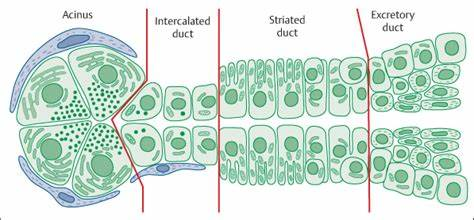 Acinus
Intercalated
duct
Striated
duct
Excretory
duct